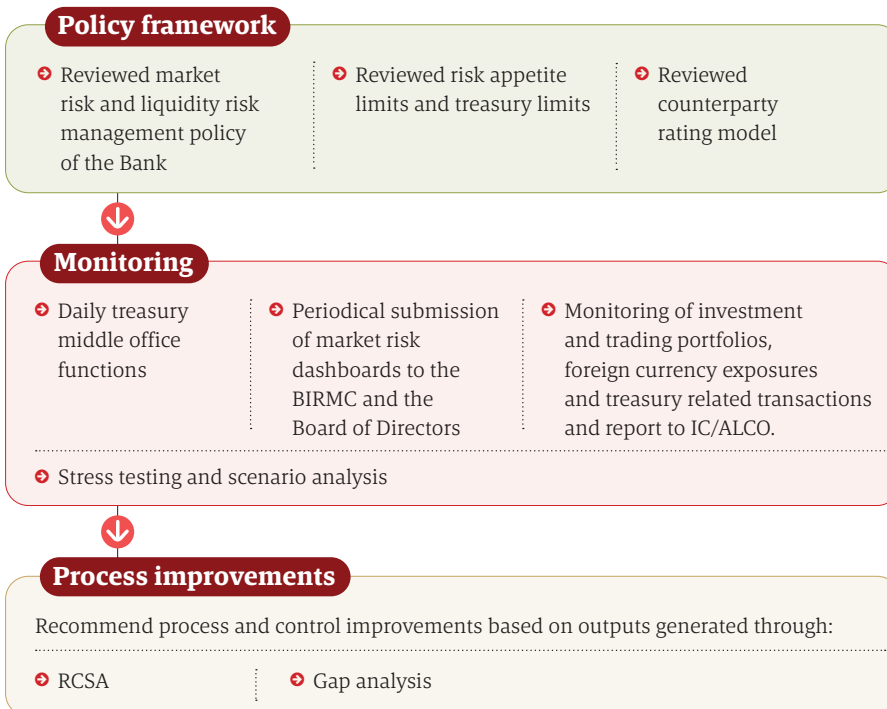 Policy framework
Reviewed market
risk and liquidity risk
management policy
of the Bank
Reviewed risk appetite
limits and treasury limits
Reviewed
counterparty
rating model
Monitoring
Daily treasury
middle office
functions
Periodical submission
of market risk
dashboards to the
BIRMC and the
Board of Directors
Monitoring of investment
and trading portfolios,
foreign currency exposures
and treasury related transactions
and report to IC/ALCO.
Stress testing and scenario analysis
Process improvements
Recommend process and control improvements based on outputs generated through:
RCSA
Gap analysis